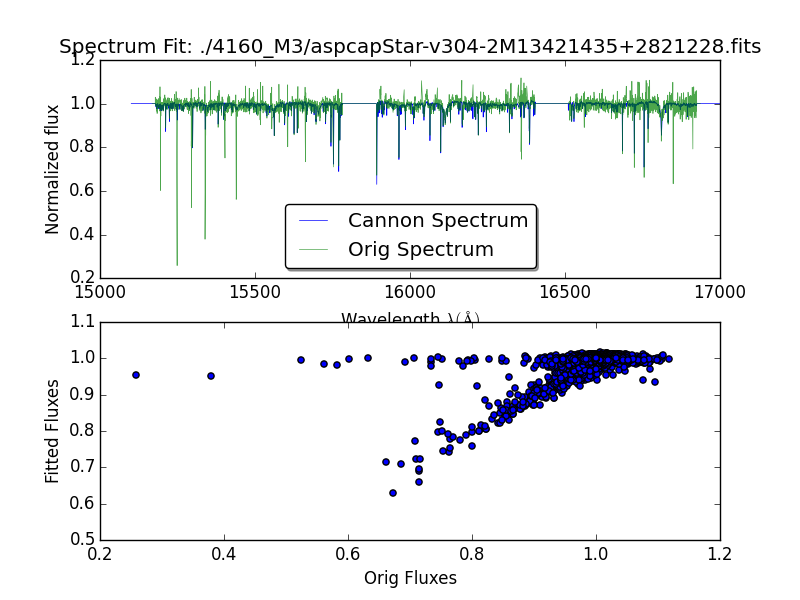 Spectrum Fit: ./4160_M3/aspcapStar-v304-2M13421435+2821228.fits
Normalized flux
1.2
1.0
0.8
0.6
0.4
0.2
Cannon Spectrum
Orig Spectrum
15000 15500 16000 16500 17000
Wavelength λ(Å)
Fitted Fluxes
1.1
1.0
0.9
0.8
0.7
0.6
0.5
0.2 0.4 0.6 0.8 1.0 1.2
Orig Fluxes